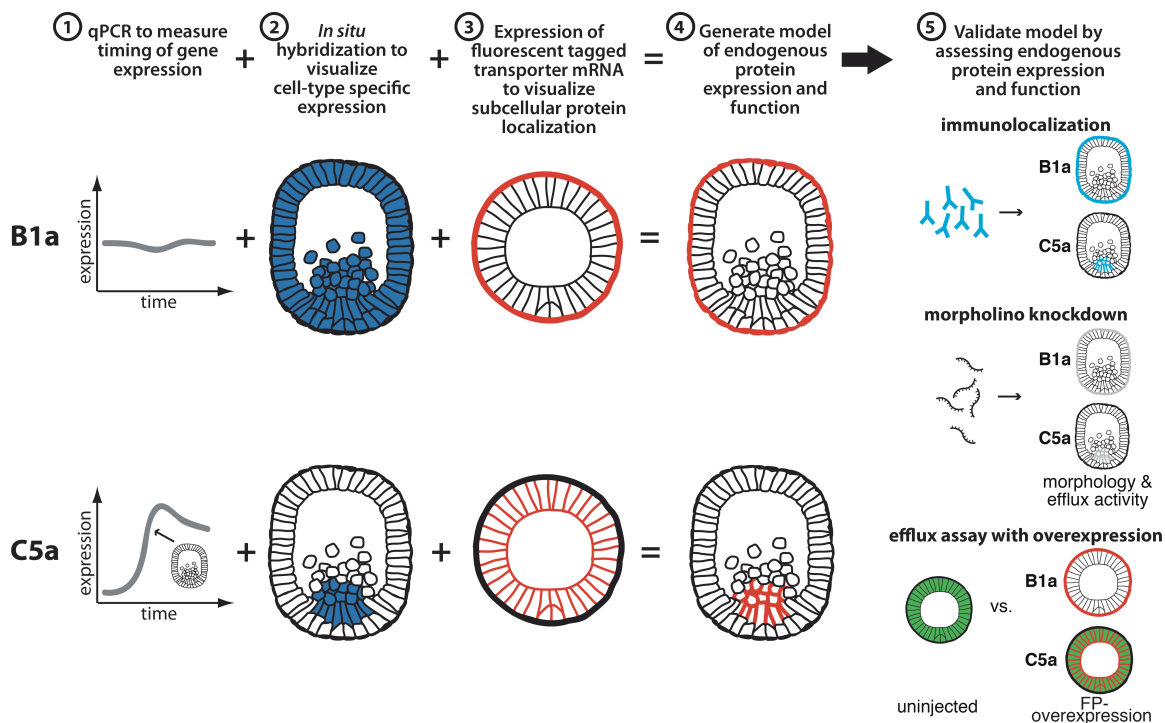 1 qPCR to measure
timing of gene
expression
+
2 In situ
hybridization to
visualize
cell-type specific
expression
+
3 Expression of
fluorescent tagged
transporter mRNA
to visualize
subcellular protein
localization
=
4 Generate model
of endogenous
protein
expression and
function
5 Validate model by
assessing endogenous
protein expression
and function
B1a
expression
time
+
+
=
C5a
expression
time
+
+
=
immunolocalization
B1a
C5a
morpholino knockdown
B1a
C5a
morphology &
efflux activity
efflux assay with overexpression
B1a
vs.
C5a
uninjected
FP-
overexpression